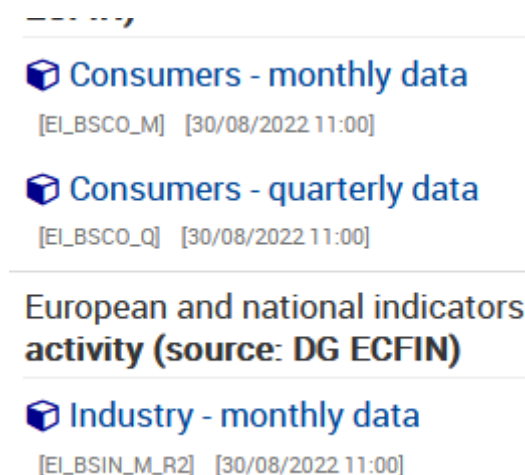 Consumers - monthly data
[EI_BSCO_M] [30/08/2022 11:00]
Consumers - quarterly data
[EI_BSCO_Q] [30/08/2022 11:00]
European and national indicators
activity (source: DG ECFIN)
Industry - monthly data
[EI_BSIN_M_R2] [30/08/2022 11:00]